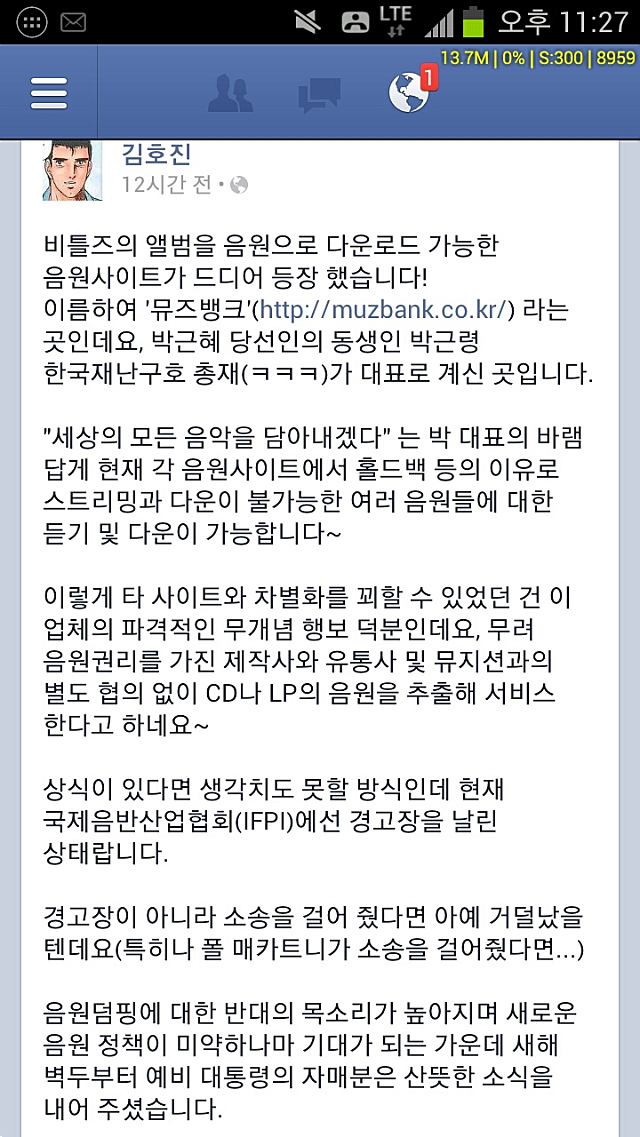 LTE
오후 11:27
13.7M | 0% | S:300 | 8959
1
김호진
12시간 전 ·
비틀즈의 앨범을 음원으로 다운로드 가능한
음원사이트가 드디어 등장 했습니다!
이름하여 '뮤즈뱅크'(http://muzbank.co.kr/) 라는
곳인데요, 박근혜 당선인의 동생인 박근령
한국재난구호 총재(ㅋㅋㅋ)가 대표로 계신 곳입니다.
"세상의 모든 음악을 담아내겠다" 는 박 대표의 바램
답게 현재 각 음원사이트에서 홀드백 등의 이유로
스트리밍과 다운이 불가능한 여러 음원들에 대한
듣기 및 다운이 가능합니다~
이렇게 타 사이트와 차별화를 꾀할 수 있었던 건 이
업체의 파격적인 무개념 행보 덕분인데요, 무려
음원권리를 가진 제작사와 유통사 및 뮤지션과의
별도 협의 없이 CD나 LP의 음원을 추출해 서비스
한다고 하네요~
상식이 있다면 생각치도 못할 방식인데 현재
국제음반산업협회(IFPI)에선 경고장을 날린
상태랍니다.
경고장이 아니라 소송을 걸어 줬다면 아예 거덜났을
텐데요(특히나 폴 매카트니가 소송을 걸어줬다면...)
음원덤핑에 대한 반대의 목소리가 높아지며 새로운
음원 정책이 미약하나마 기대가 되는 가운데 새해
벽두부터 예비 대통령의 자매분은 산뜻한 소식을
내어 주셨습니다.